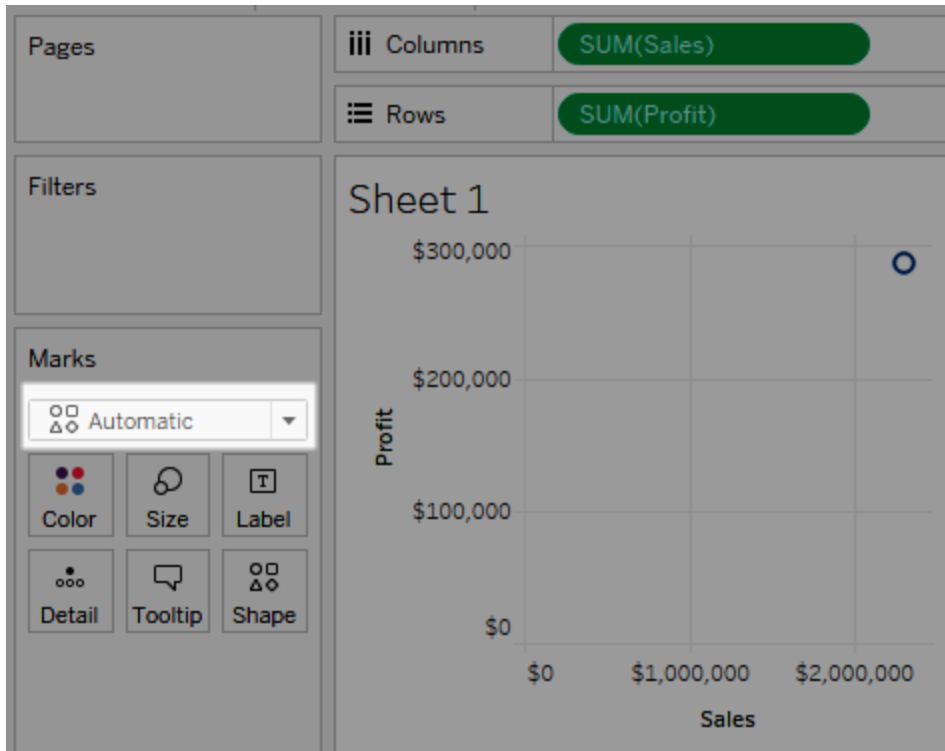 Pages
Columns
SUM(Sales)
Rows
SUM(Profit)
Filters
Sheet 1
Marks
Automatic
Color
Size
T
Label
Detail
Tooltip
Shape
$300,000
$200,000
Profit
$100,000
$0
$0
$1,000,000
$2,000,000
Sales